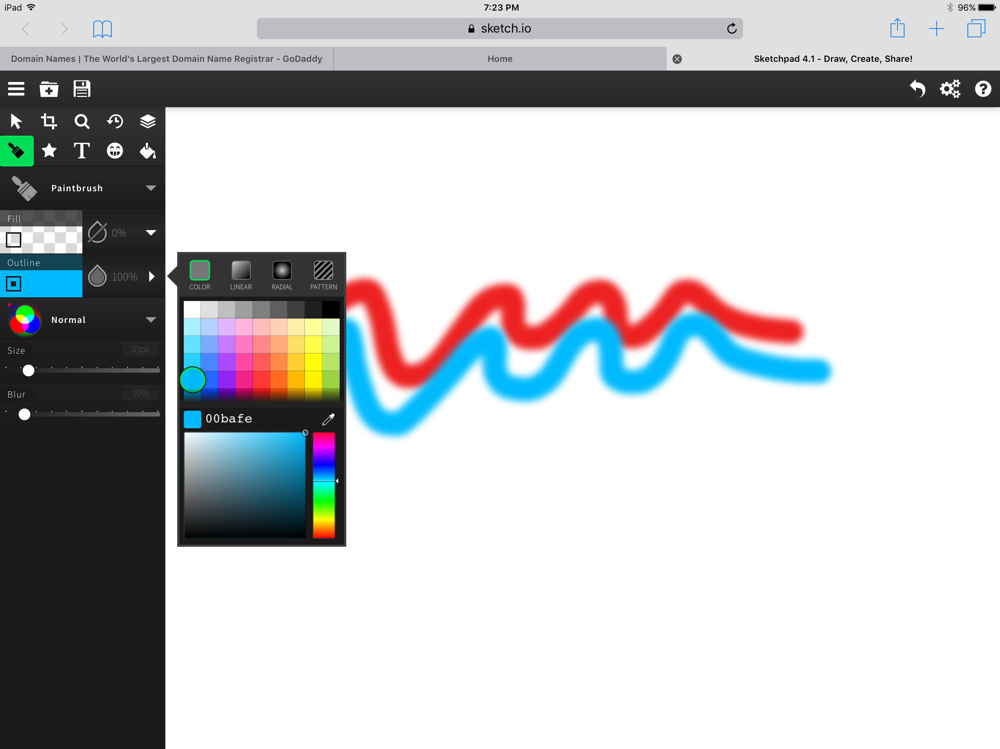 iPad 7:23 PM 96%
sketch.io
Domain Names | The World's Largest Domain Name Registrar - GoDaddy Home Sketchpad 4.1 - Draw, Create, Share!
T
Paintbrush
Fill
0%
Outline
100%
COLOR LINEAR RADIAL PATTERN
Normal
Size 33px
Blur 10%
00bafe